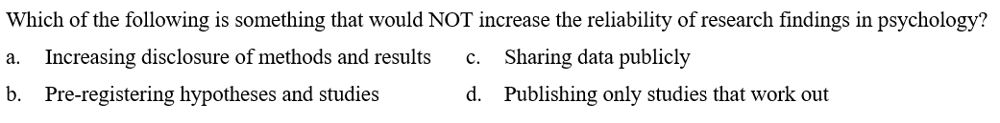 Which of the following is something that would NOT increase the reliability of research findings in psychology?
a. Increasing disclosure of methods and results c. Sharing data publicly
b. Pre-registering hypotheses and studies d. Publishing only studies that work out